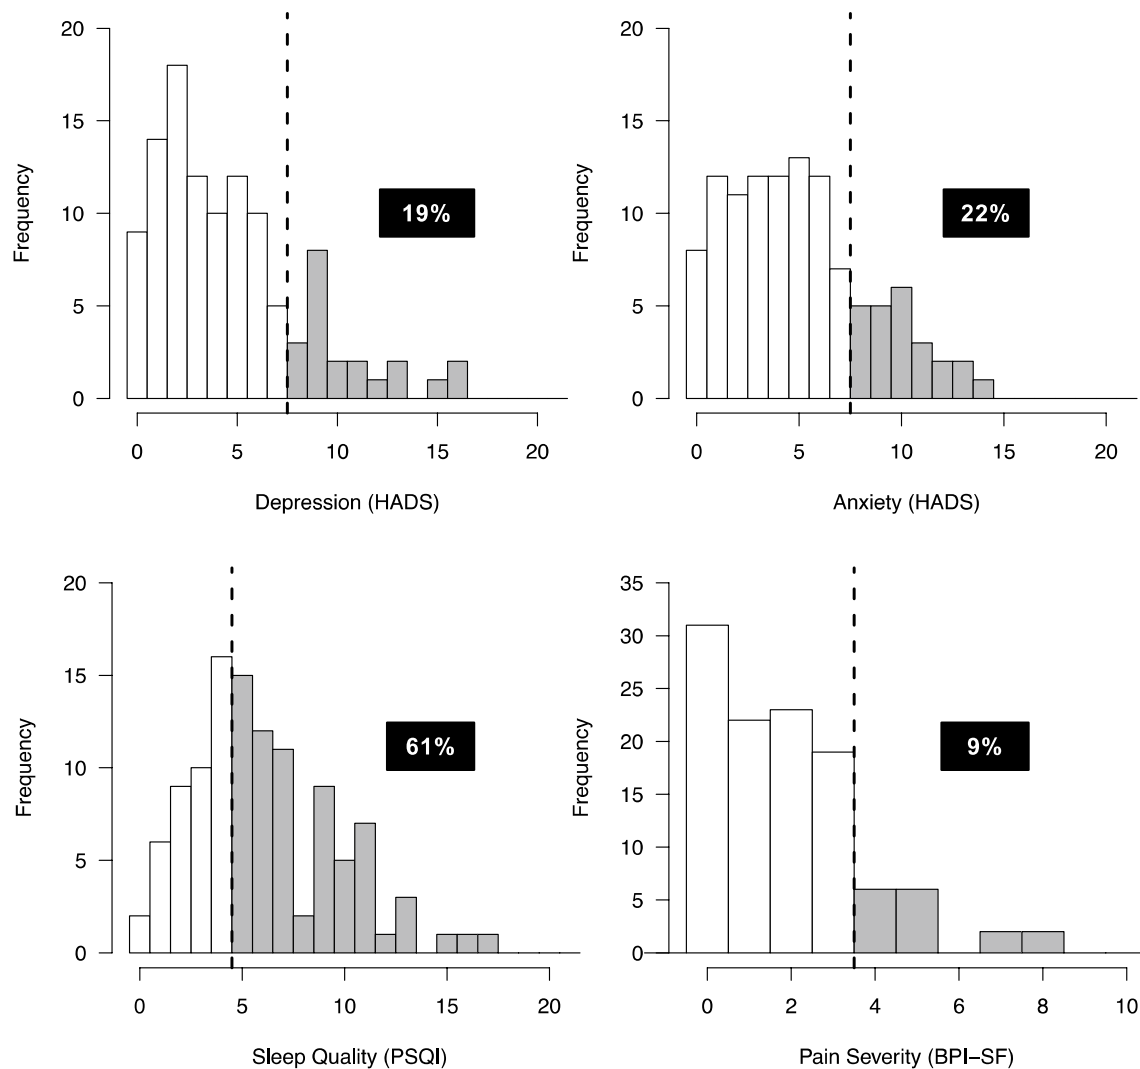 20
15
10
5
0
Frequency
19%
0 5 10 15 20
Depression (HADS)
20
15
10
5
0
Frequency
22%
0 5 10 15 20
Anxiety (HADS)
20
15
10
5
0
Frequency
61%
0 5 10 15 20
Sleep Quality (PSQI)
35
30
25
20
15
10
5
0
Frequency
9%
0 2 4 6 8 10
Pain Severity (BPI–SF)